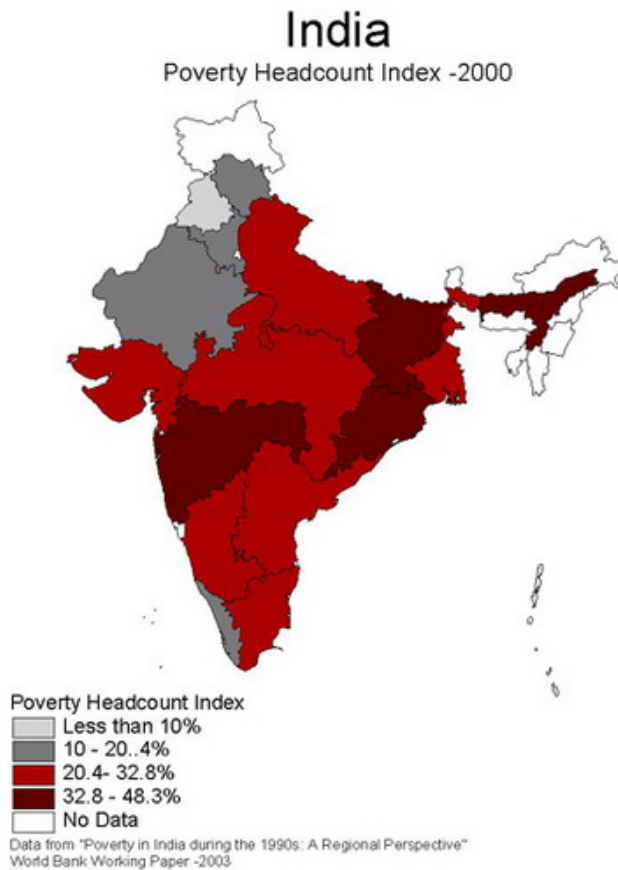 India
Poverty Headcount Index -2000
Poverty Headcount Index
Less than 10%
10 - 20..4%
20.4- 32.8%
32.8 - 48.3%
No Data
Data from "Poverty in India during the 1990s: A Regional Perspective"
World Bank Working Paper -2003